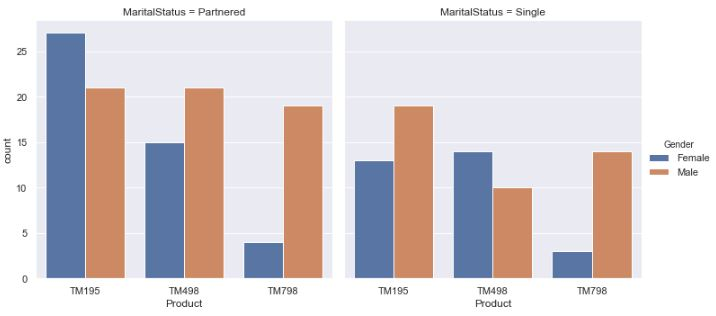 MaritalStatus = Partnered
MaritalStatus = Single
25
20
15
10
5
0
count
TM195
TM498
TM798
Product
TM195
TM498
TM798
Product
Gender
Female
Male